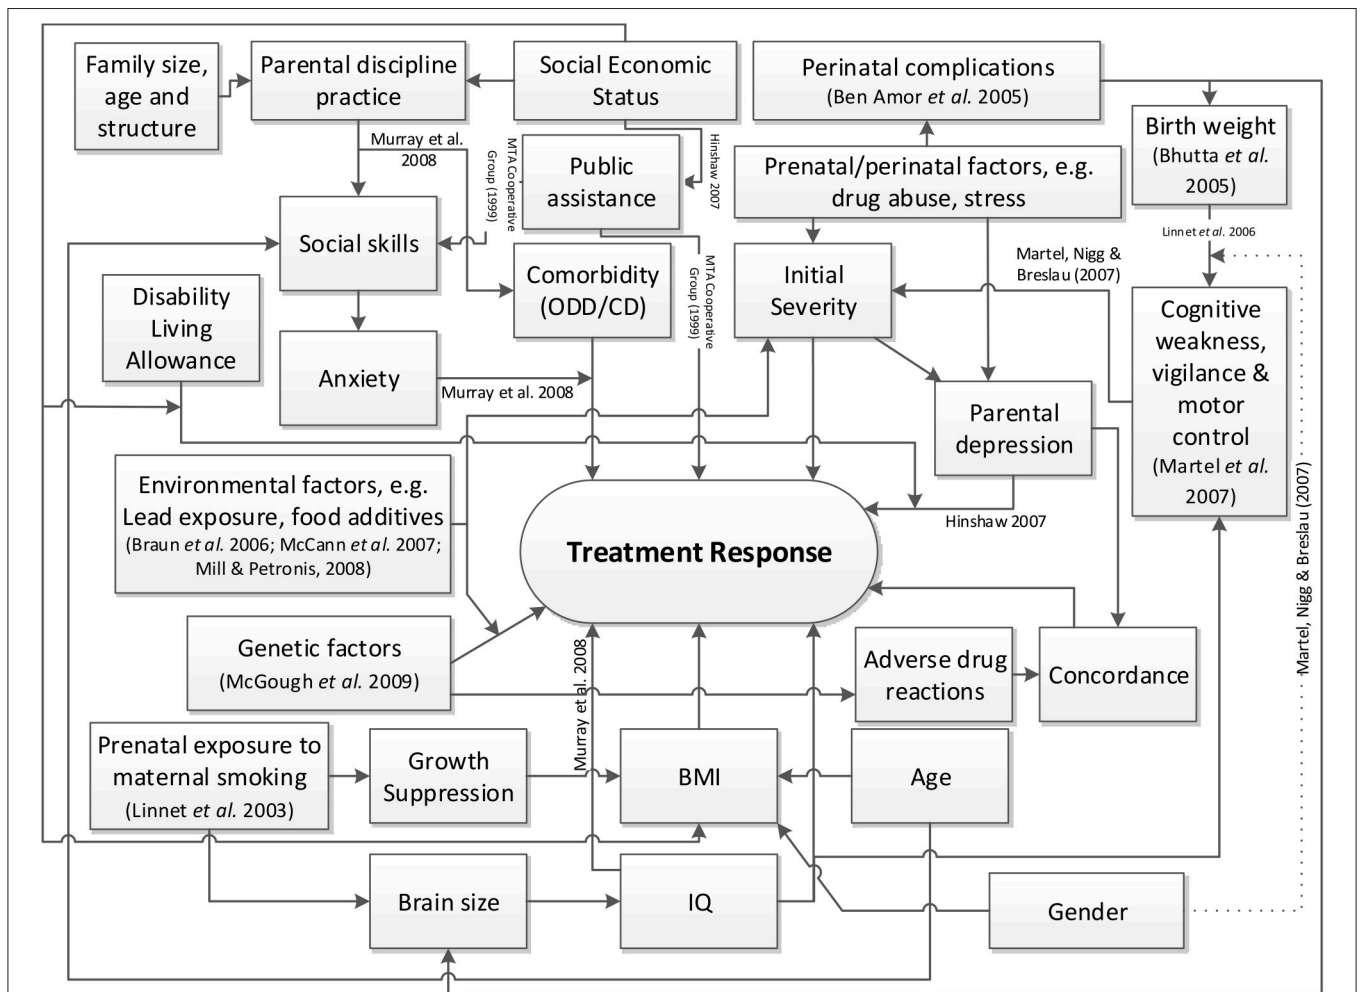 Family size,
age and
structure
Parental discipline
practice
Social Economic
Status
Perinatal complications
(Ben Amor et al. 2005)
Birth weight
(Bhutta et al.
2005)
Murray et al.
2008
MTA Cooperative
Group (1999)
Public
assistance
Hinshaw 2007
Prenatal/perinatal factors, e.g.
drug abuse, stress
Linnet et al. 2006
Social skills
Comorbidity
(ODD/CD)
MTA Cooperative
Group (1999)
Initial
Severity
Martel, Nigg &
Breslau (2007)
Disability
Living
Allowance
Anxiety
Murray et al. 2008
Cognitive
weakness,
vigilance &
motor
control
(Martel et al.
2007)
Parental
depression
Hinshaw 2007
Martel, Nigg & Breslau (2007)
Environmental factors, e.g.
Lead exposure, food additives
(Braun et al. 2006; McCann et al. 2007;
Mill & Petronis, 2008)
Treatment Response
Genetic factors
(McGough et al. 2009)
Murray et al. 2008
Adverse drug
reactions
Concordance
Prenatal exposure to
maternal smoking
(Linnet et al. 2003)
Growth
Suppression
BMI
Age
Brain size
IQ
Gender